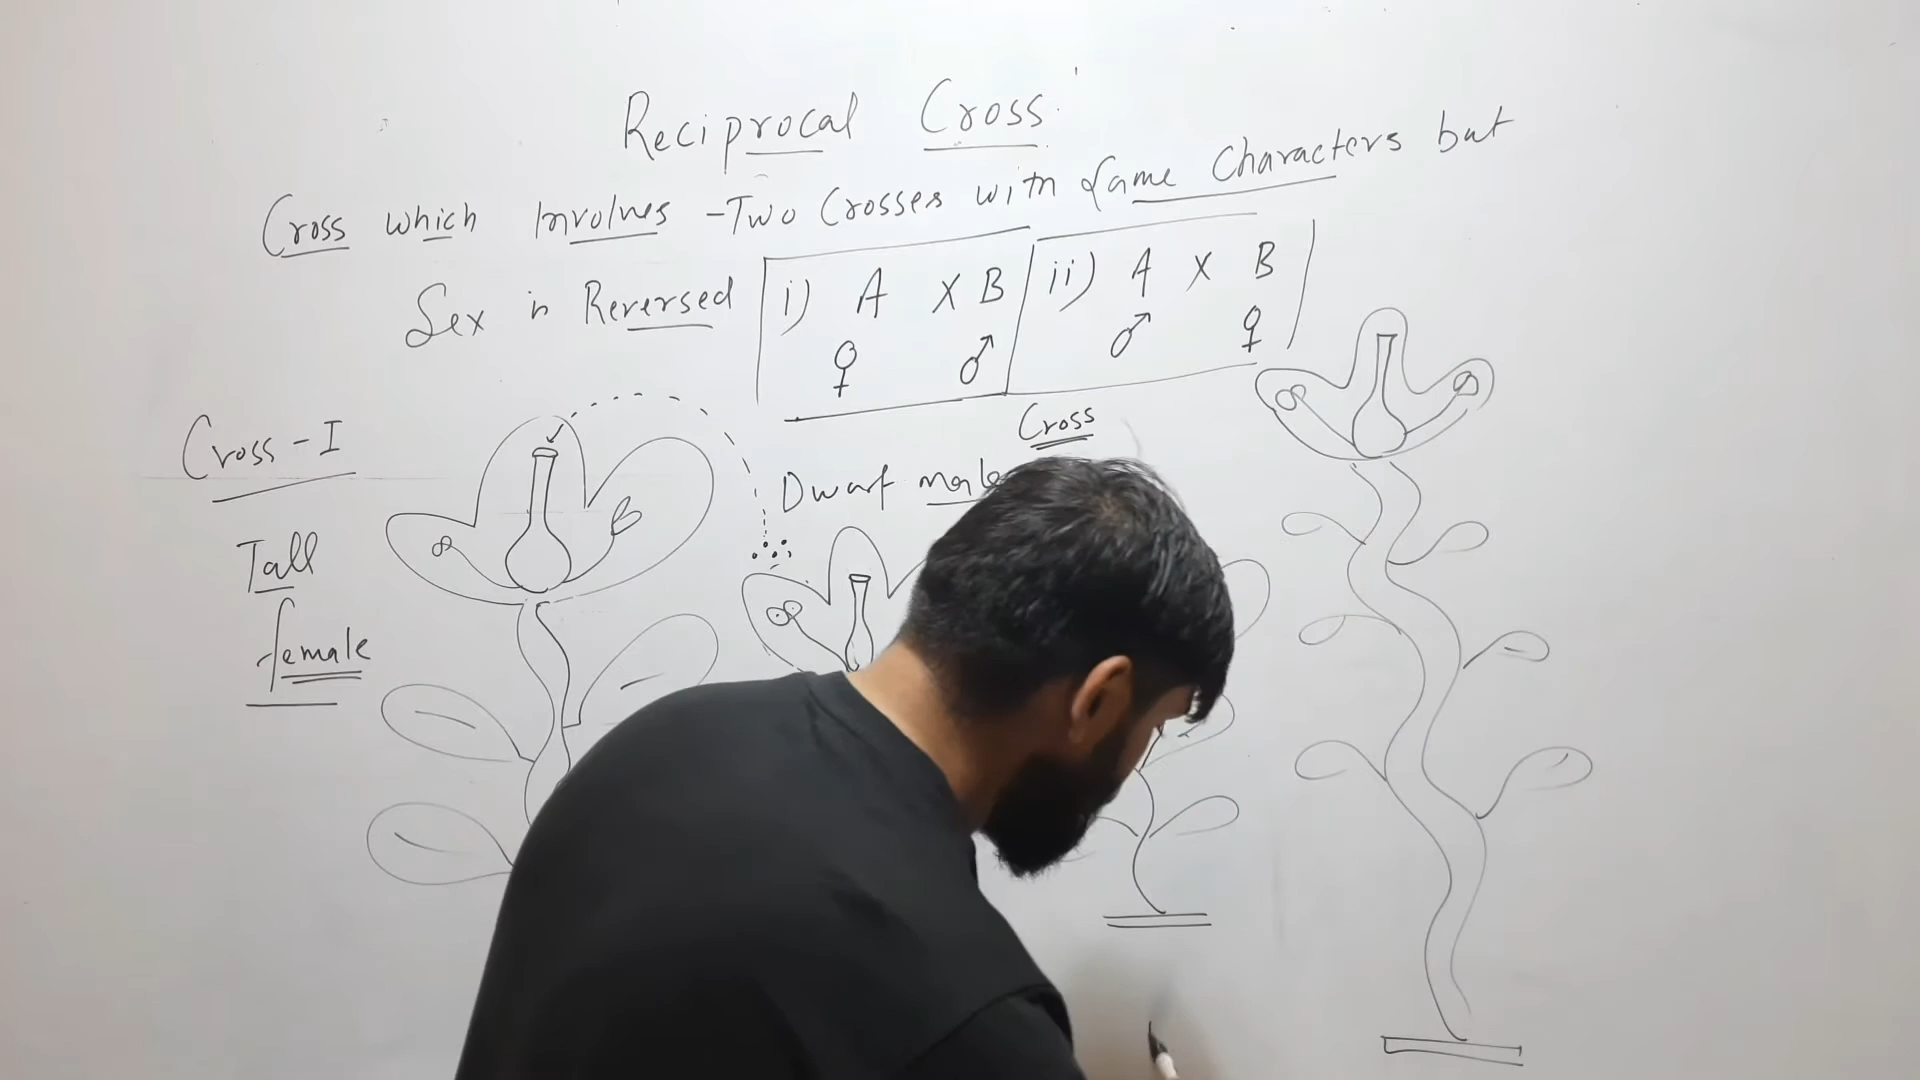 Reciprocal Cross
Cross which Involves - Two Crosses with Same Characters but
Sex is Reversed
i) A X B
♀ ♂
ii) A X B
♂ ♀
Cross - I
Tall
female
Dwarf male
Cross